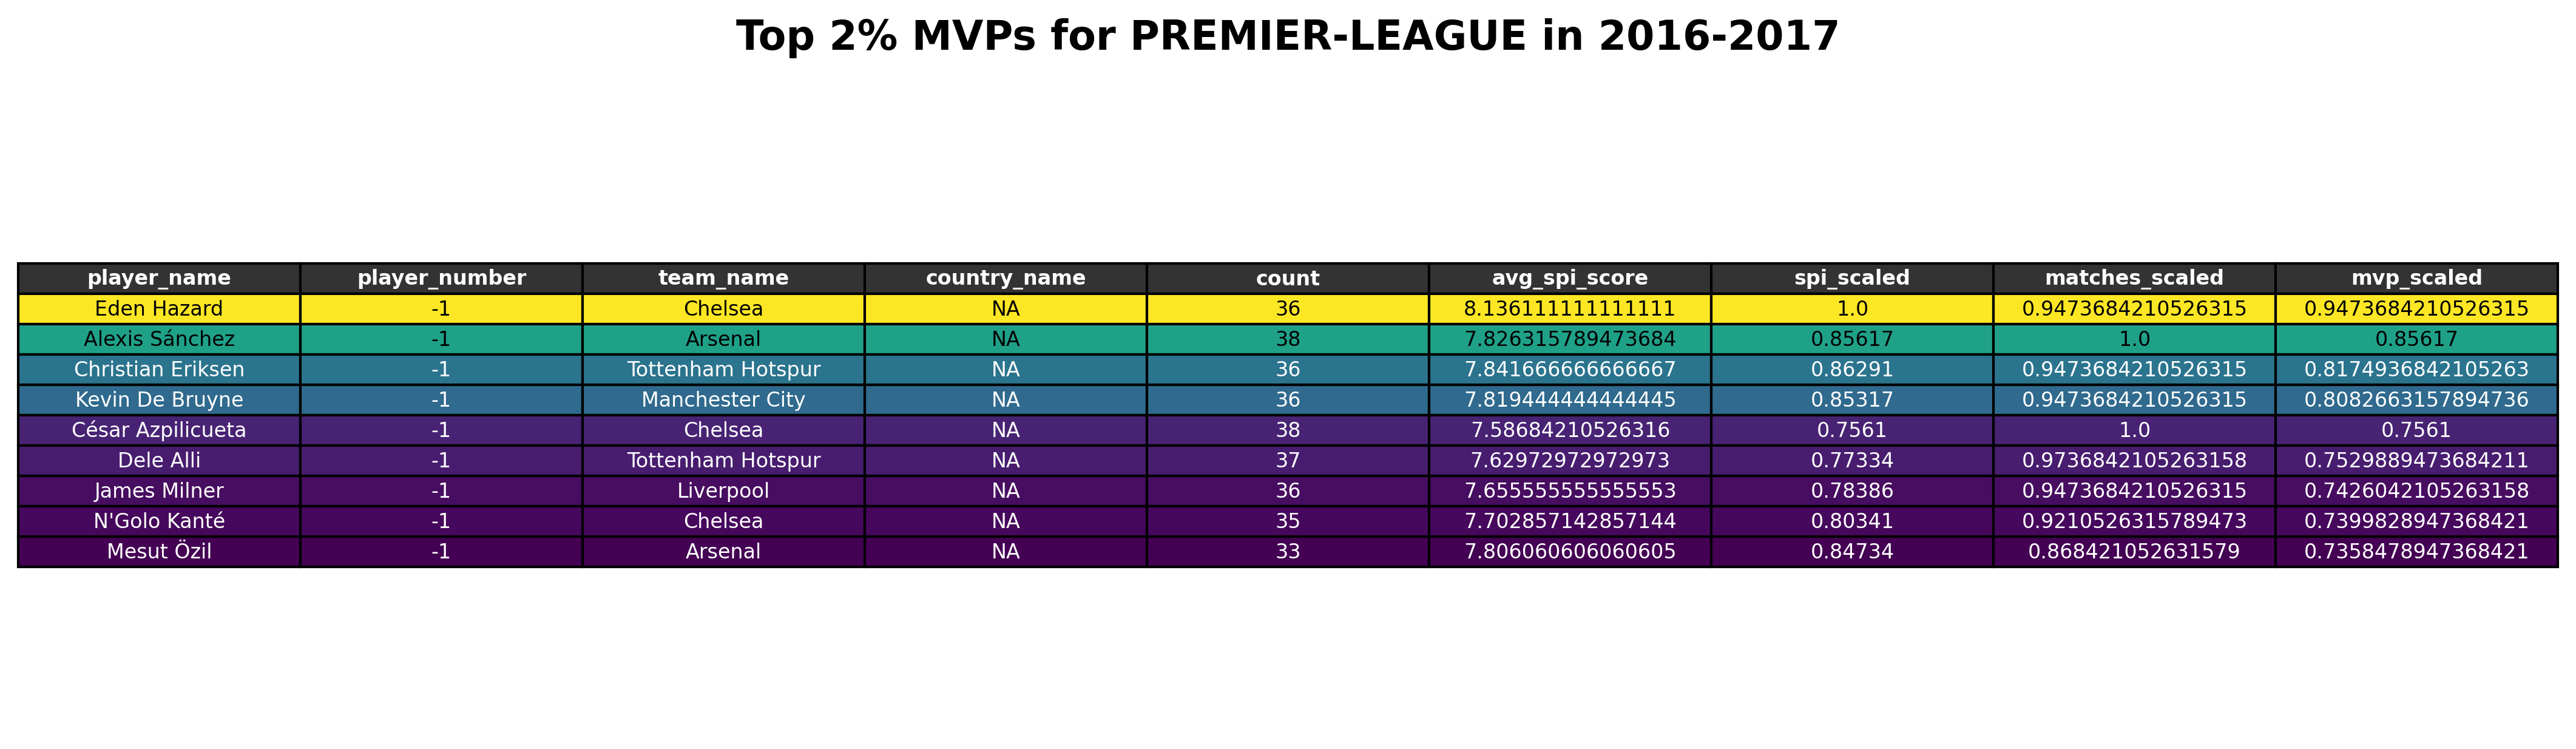 Top 2% MVPs for PREMIER-LEAGUE in 2016-2017
player_name player_number team_name country_name count avg_spi_score spi_scaled matches_scaled mvp_scaled
Eden Hazard -1 Chelsea NA 36 8.136111111111111 1.0 0.9473684210526315 0.9473684210526315
Alexis Sánchez -1 Arsenal NA 38 7.826315789473684 0.85617 1.0 0.85617
Christian Eriksen -1 Tottenham Hotspur NA 36 7.841666666666667 0.86291 0.9473684210526315 0.8174936842105263
Kevin De Bruyne -1 Manchester City NA 36 7.819444444444445 0.85317 0.9473684210526315 0.8082663157894736
César Azpilicueta -1 Chelsea NA 38 7.58684210526316 0.7561 1.0 0.7561
Dele Alli -1 Tottenham Hotspur NA 37 7.62972972972973 0.77334 0.9736842105263158 0.7529889473684211
James Milner -1 Liverpool NA 36 7.655555555555553 0.78386 0.9473684210526315 0.7426042105263158
N'Golo Kanté -1 Chelsea NA 35 7.702857142857144 0.80341 0.9210526315789473 0.7399828947368421
Mesut Özil -1 Arsenal NA 33 7.806060606060605 0.84734 0.868421052631579 0.7358478947368421